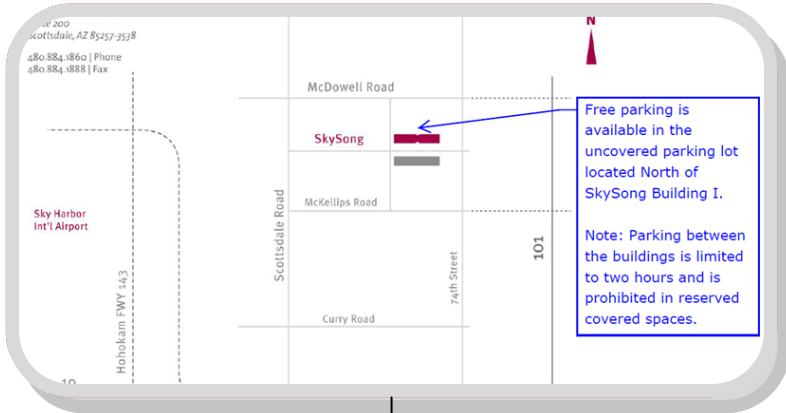 200
Scottsdale, AZ 85257-3538
480.884.1860 | Phone
480.884.1888 | Fax
N
McDowell Road
SkySong
McKellips Road
Scottsdale Road
Sky Harbor
Int'l Airport
Hohokam FWY 143
74th Street
101
Curry Road
Free parking is
available in the
uncovered parking lot
located North of
SkySong Building I.
Note: Parking between
the buildings is limited
to two hours and is
prohibited in reserved
covered spaces.